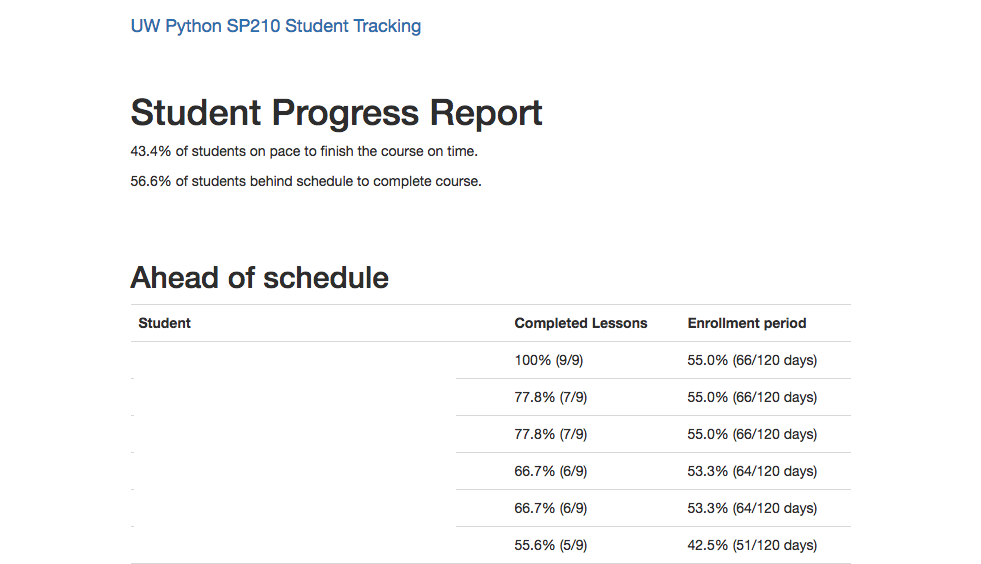 UW Python SP210 Student Tracking
Student Progress Report
43.4% of students on pace to finish the course on time.
56.6% of students behind schedule to complete course.
Ahead of schedule
Student Completed Lessons Enrollment period
100% (9/9) 55.0% (66/120 days)
77.8% (7/9) 55.0% (66/120 days)
77.8% (7/9) 55.0% (66/120 days)
66.7% (6/9) 53.3% (64/120 days)
66.7% (6/9) 53.3% (64/120 days)
55.6% (5/9) 42.5% (51/120 days)